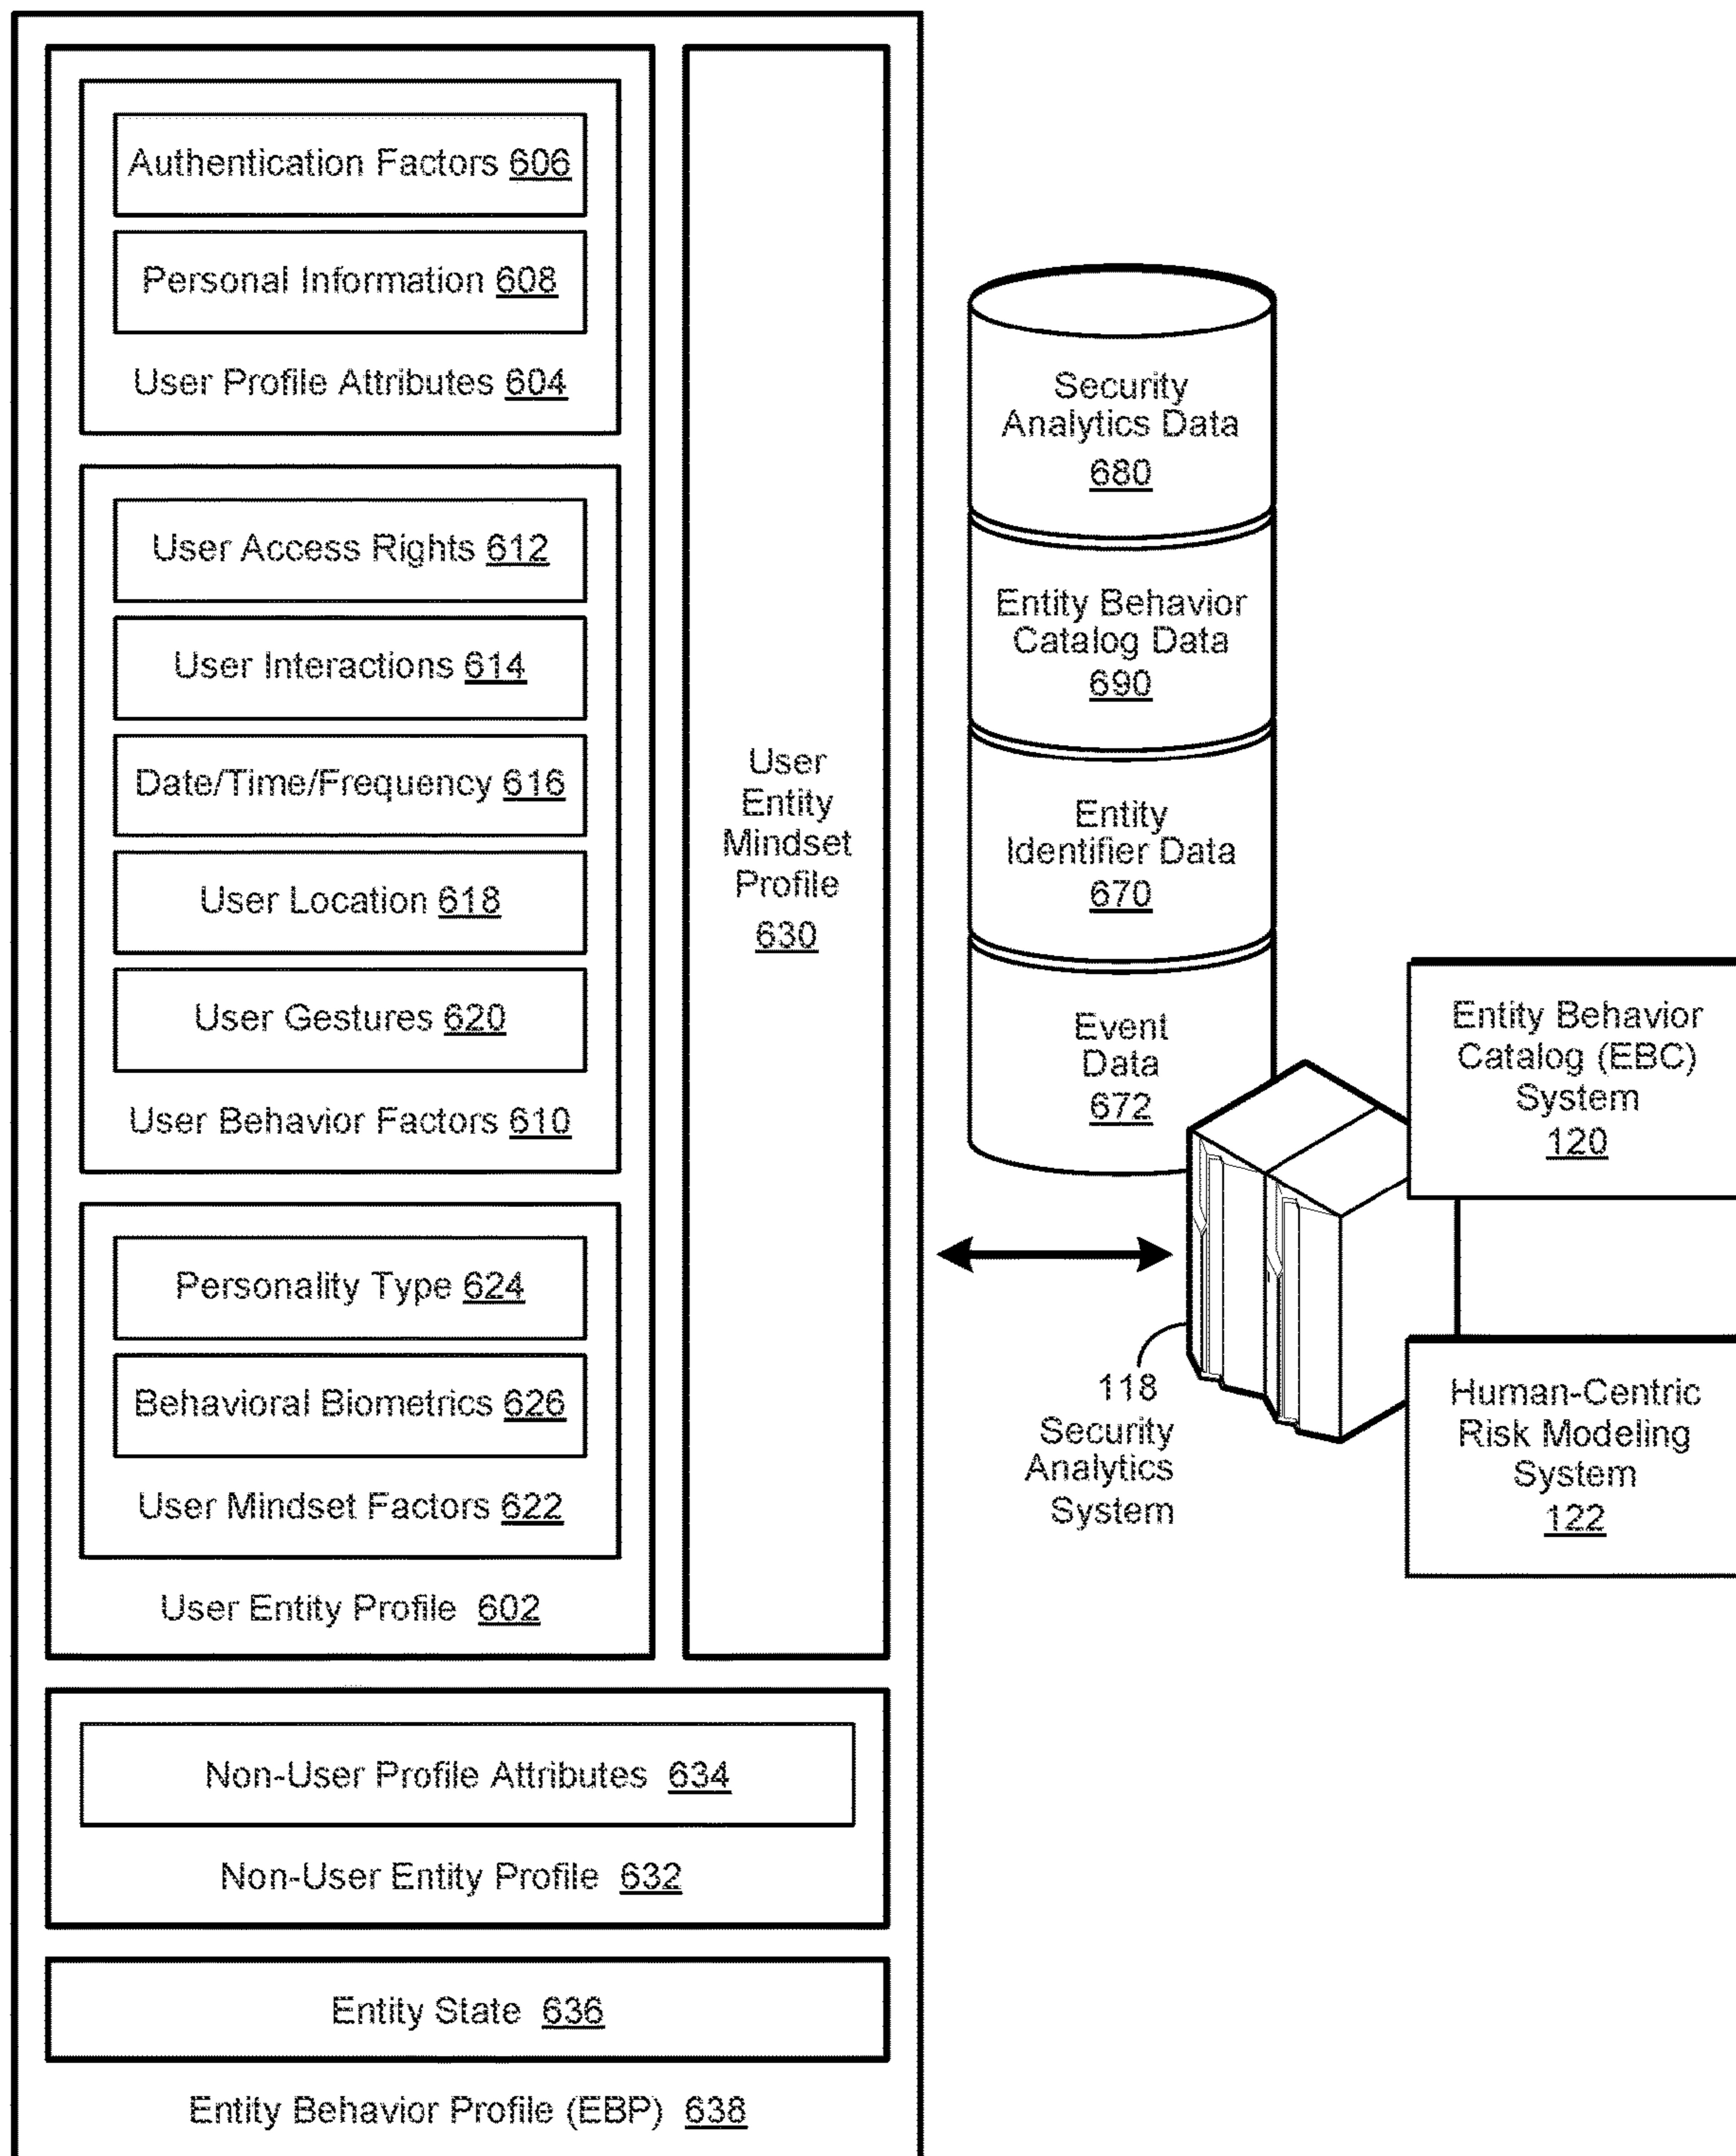 Authentication Factors 606
Personal Information 608
User Profile Attributes 604
User Access Rights 612
User Interactions 614
Date/Time/Frequency 616
User Location 618
User Gestures 620
User Behavior Factors 610
Personality Type 624
Behavioral Biometrics 626
User Mindset Factors 622
User Entity Profile 602
User
Entity
Mindset
Profile
630
Non-User Profile Attributes 634
Non-User Entity Profile 632
Entity State 636
Entity Behavior Profile (EBP) 638
Security
Analytics Data
680
Entity Behavior
Catalog Data
690
Entity
Identifier Data
670
Event
Data
672
118
Security
Analytics
System
Entity Behavior
Catalog (EBC)
System
120
Human-Centric
Risk Modeling
System
122